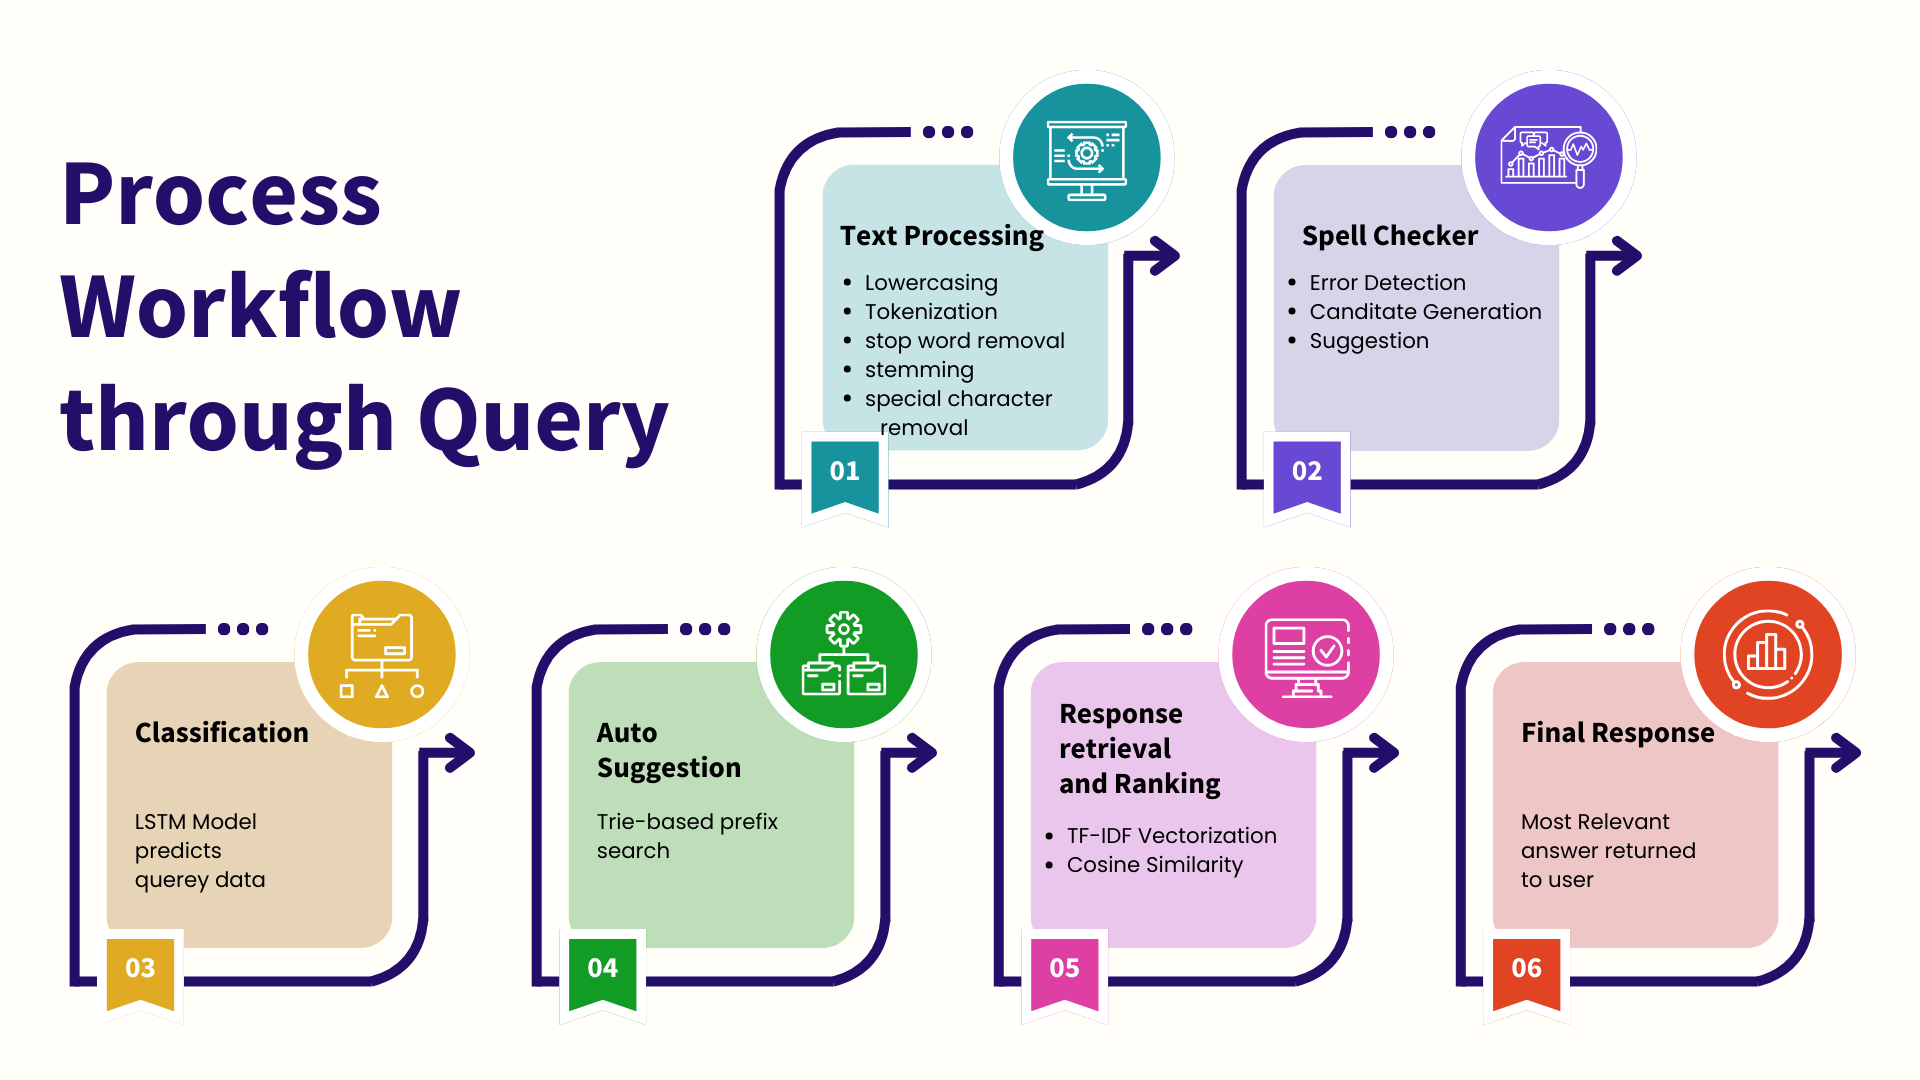 Process
Workflow
through Query
Text Processing
• Lowercasing
• Tokenization
• stop word removal
• stemming
• special character
removal
01
Spell Checker
• Error Detection
• Canditate Generation
• Suggestion
02
Classification
LSTM Model
predicts
querey data
03
Auto
Suggestion
Trie-based prefix
search
04
Response
retrieval
and Ranking
• TF-IDF Vectorization
• Cosine Similarity
05
Final Response
Most Relevant
answer returned
to user
06